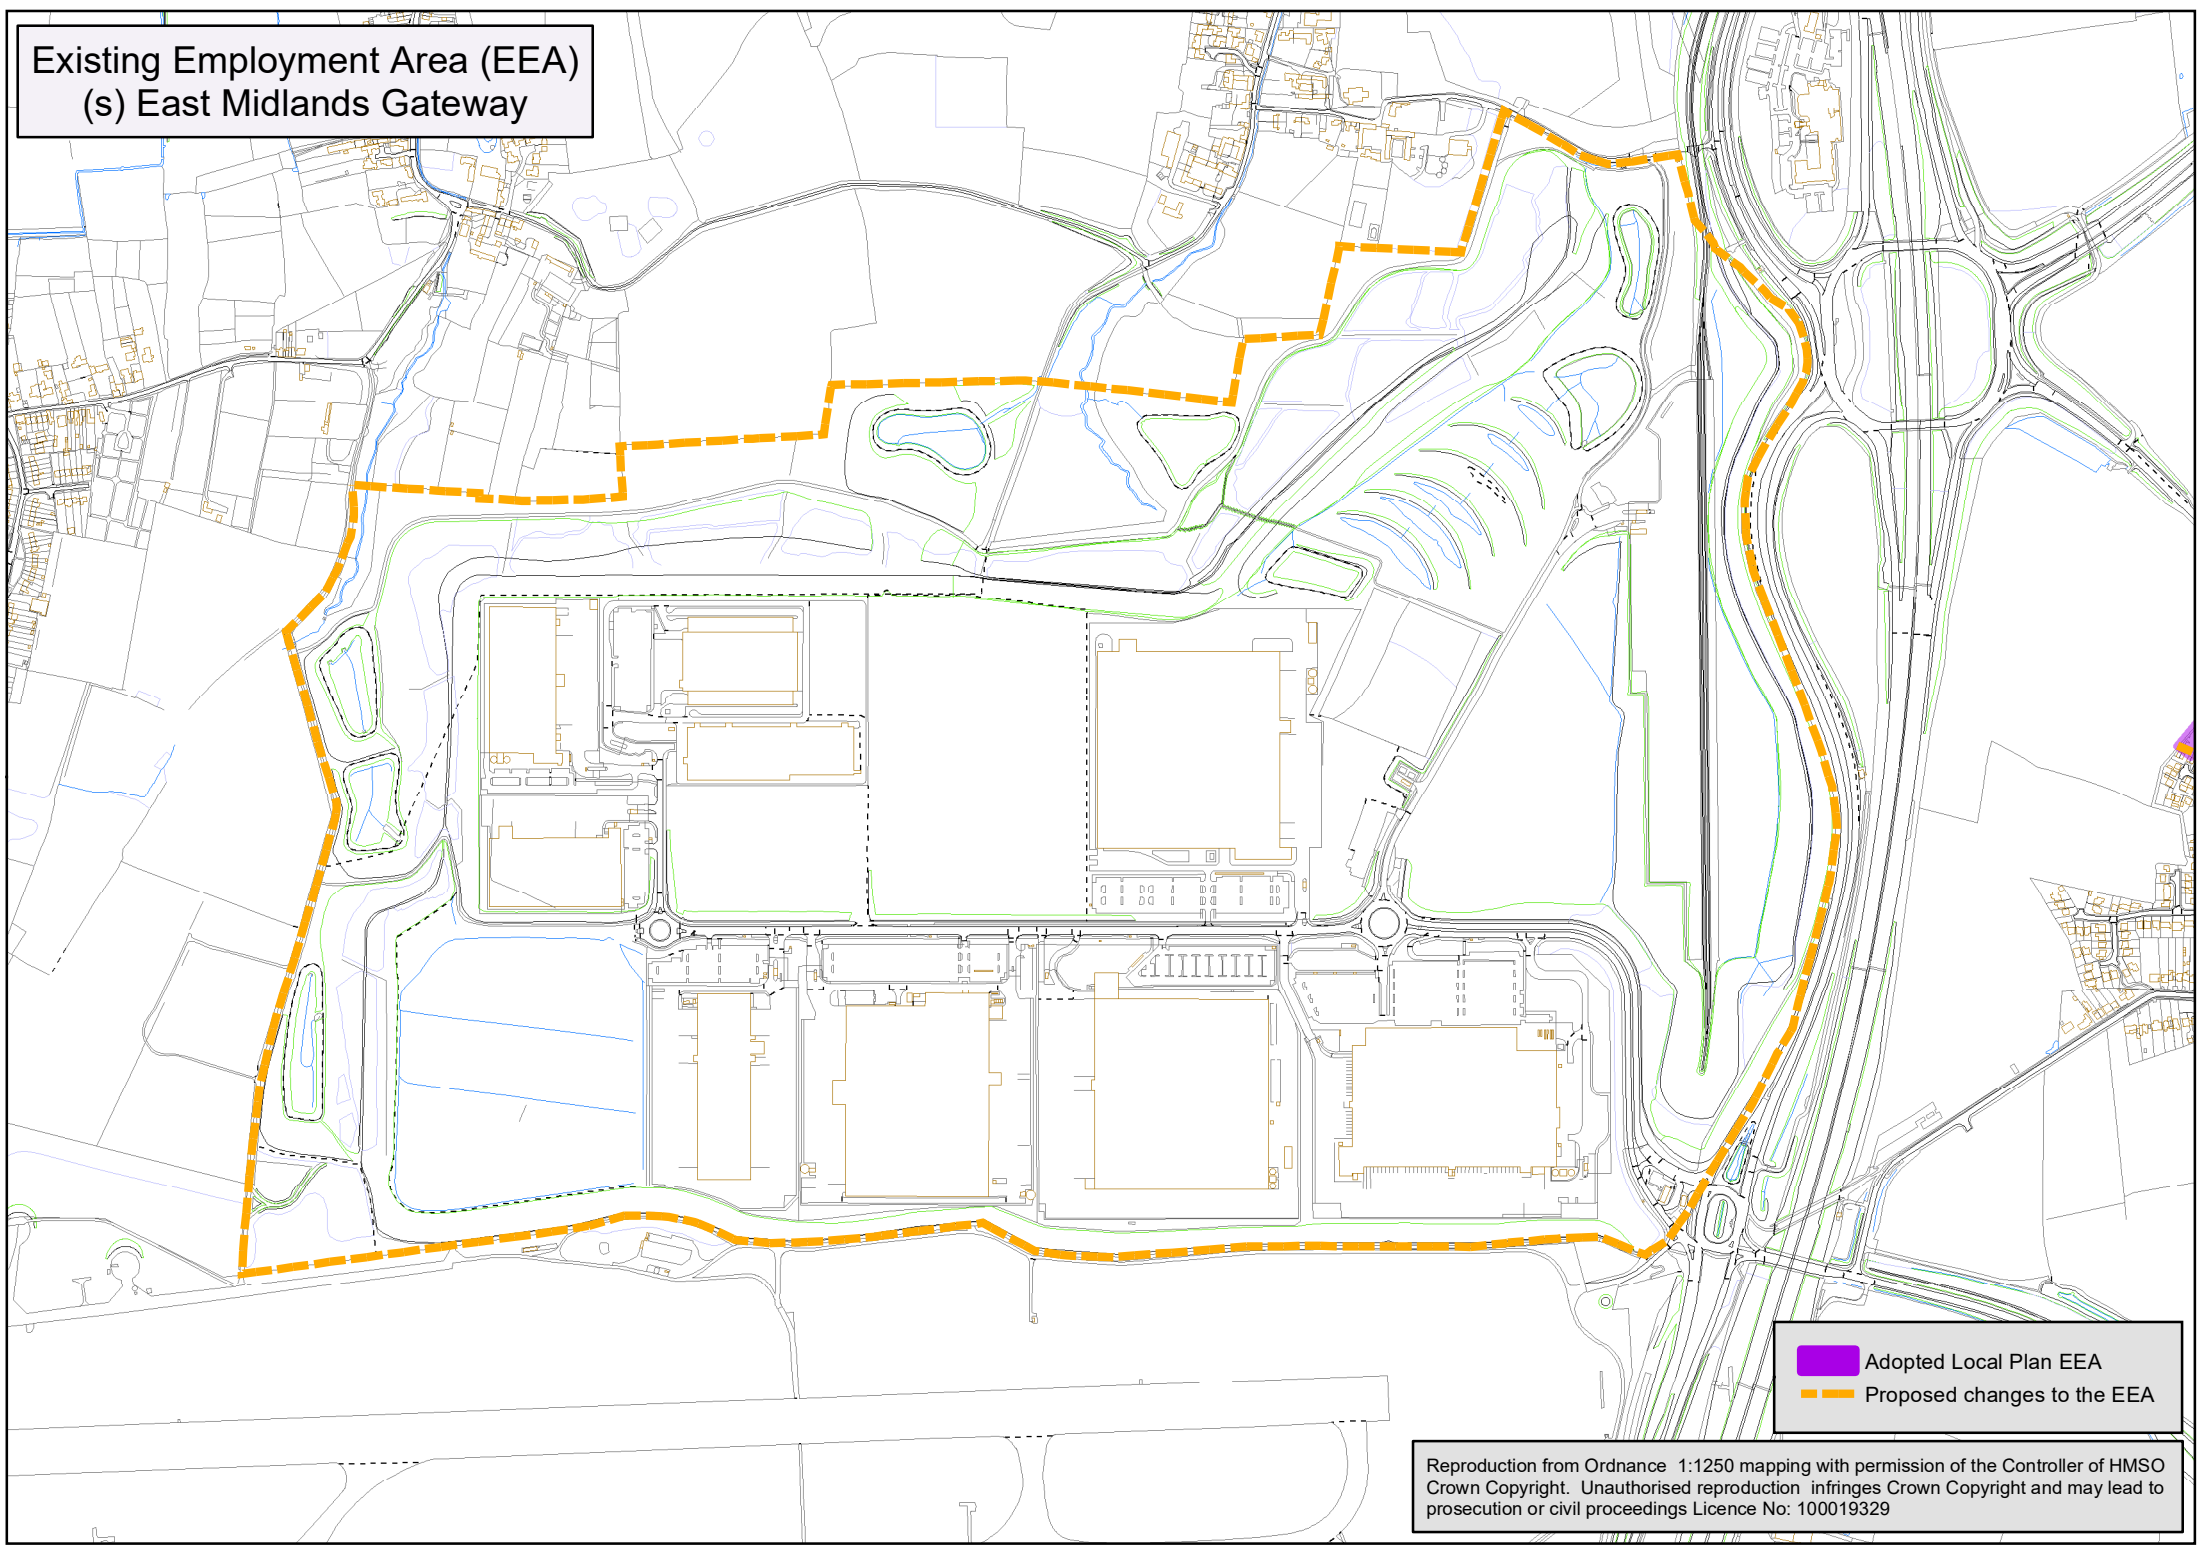 Existing Employment Area (EEA)
(s) East Midlands Gateway
Adopted Local Plan EEA
Proposed changes to the EEA
Reproduction from Ordnance 1:1250 mapping with permission of the Controller of HMSO
Crown Copyright. Unauthorised reproduction infringes Crown Copyright and may lead to
prosecution or civil proceedings Licence No: 100019329